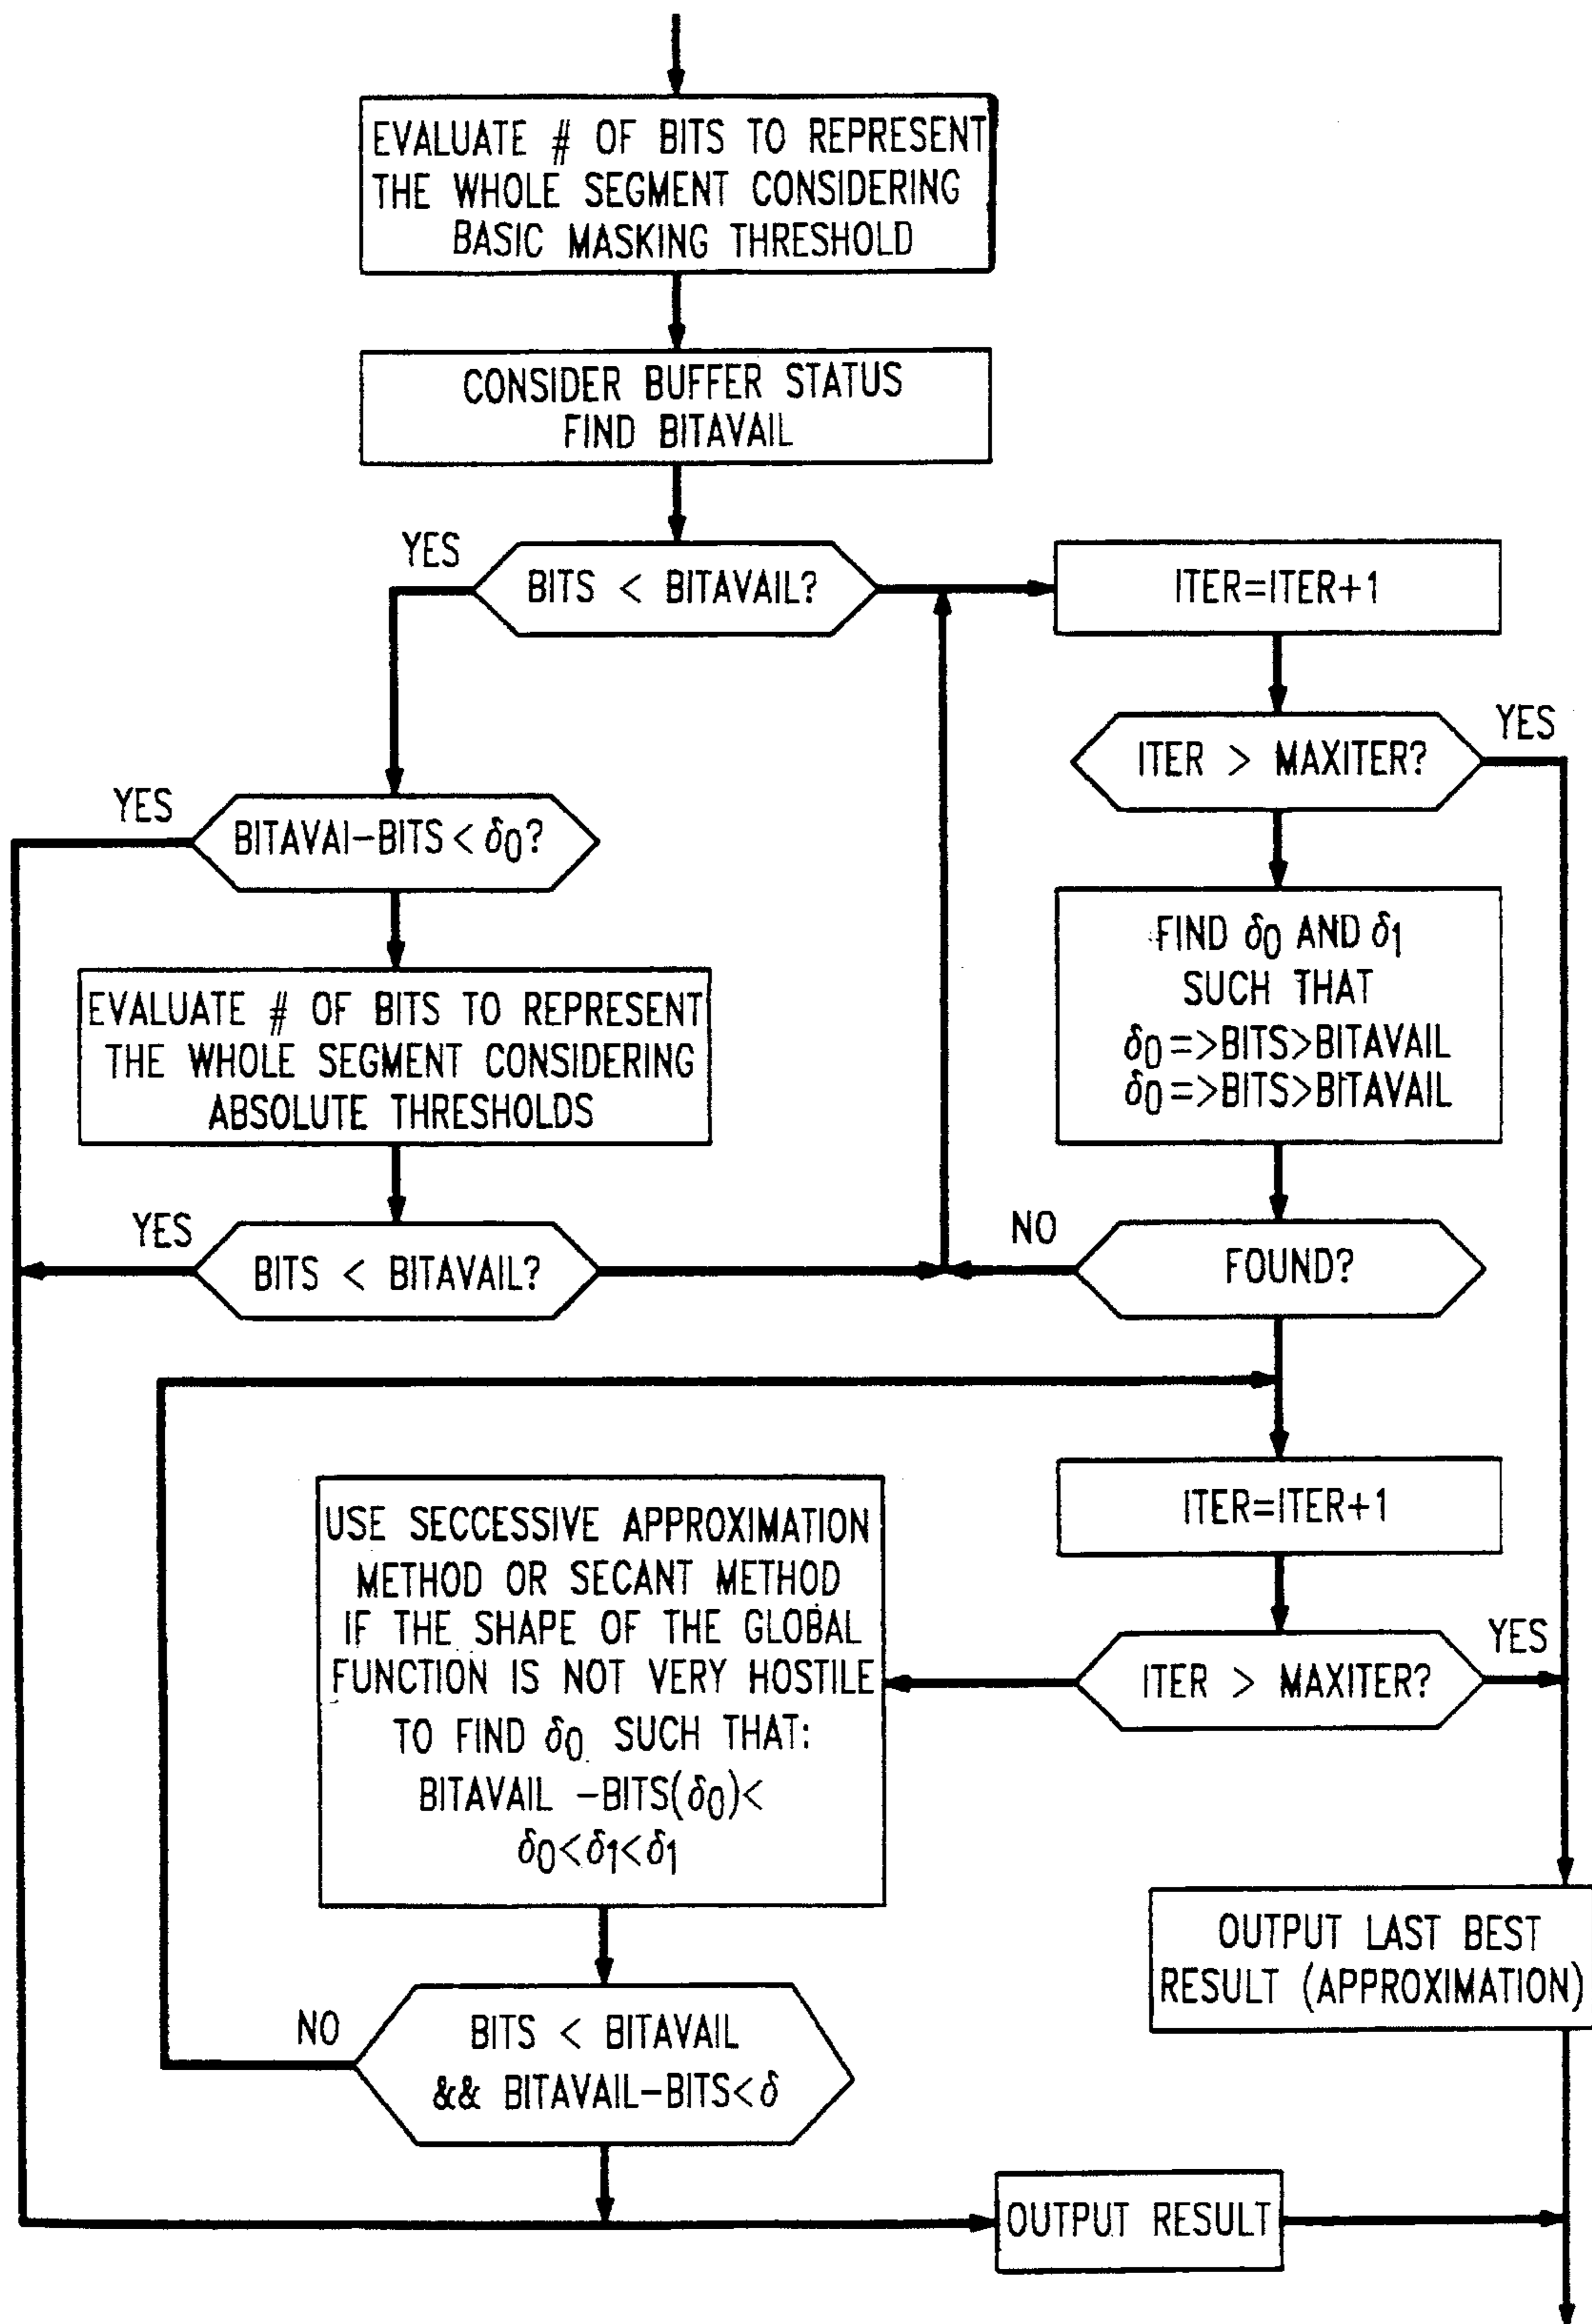 EVALUATE # OF BITS TO REPRESENT
THE WHOLE SEGMENT CONSIDERING
BASIC MASKING THRESHOLD
CONSIDER BUFFER STATUS
FIND BITAVAIL
YES
BITS < BITAVAIL?
ITER=ITER+1
ITER > MAXITER?
YES
YES
BITAVAI-BITS < δ0?
FIND δ0 AND δ1
SUCH THAT
δ0 =>BITS>BITAVAIL
δ0 =>BITS>BITAVAIL
EVALUATE # OF BITS TO REPRESENT
THE WHOLE SEGMENT CONSIDERING
ABSOLUTE THRESHOLDS
YES
BITS < BITAVAIL?
NO
FOUND?
ITER=ITER+1
ITER > MAXITER?
YES
USE SECCESSIVE APPROXIMATION
METHOD OR SECANT METHOD
IF THE SHAPE OF THE GLOBAL
FUNCTION IS NOT VERY HOSTILE
TO FIND δ0 SUCH THAT:
BITAVAIL -BITS(δ0)<
δ0<δ1<δ1
OUTPUT LAST BEST
RESULT (APPROXIMATION)
NO
BITS < BITAVAIL
&& BITAVAIL-BITS<δ
OUTPUT RESULT